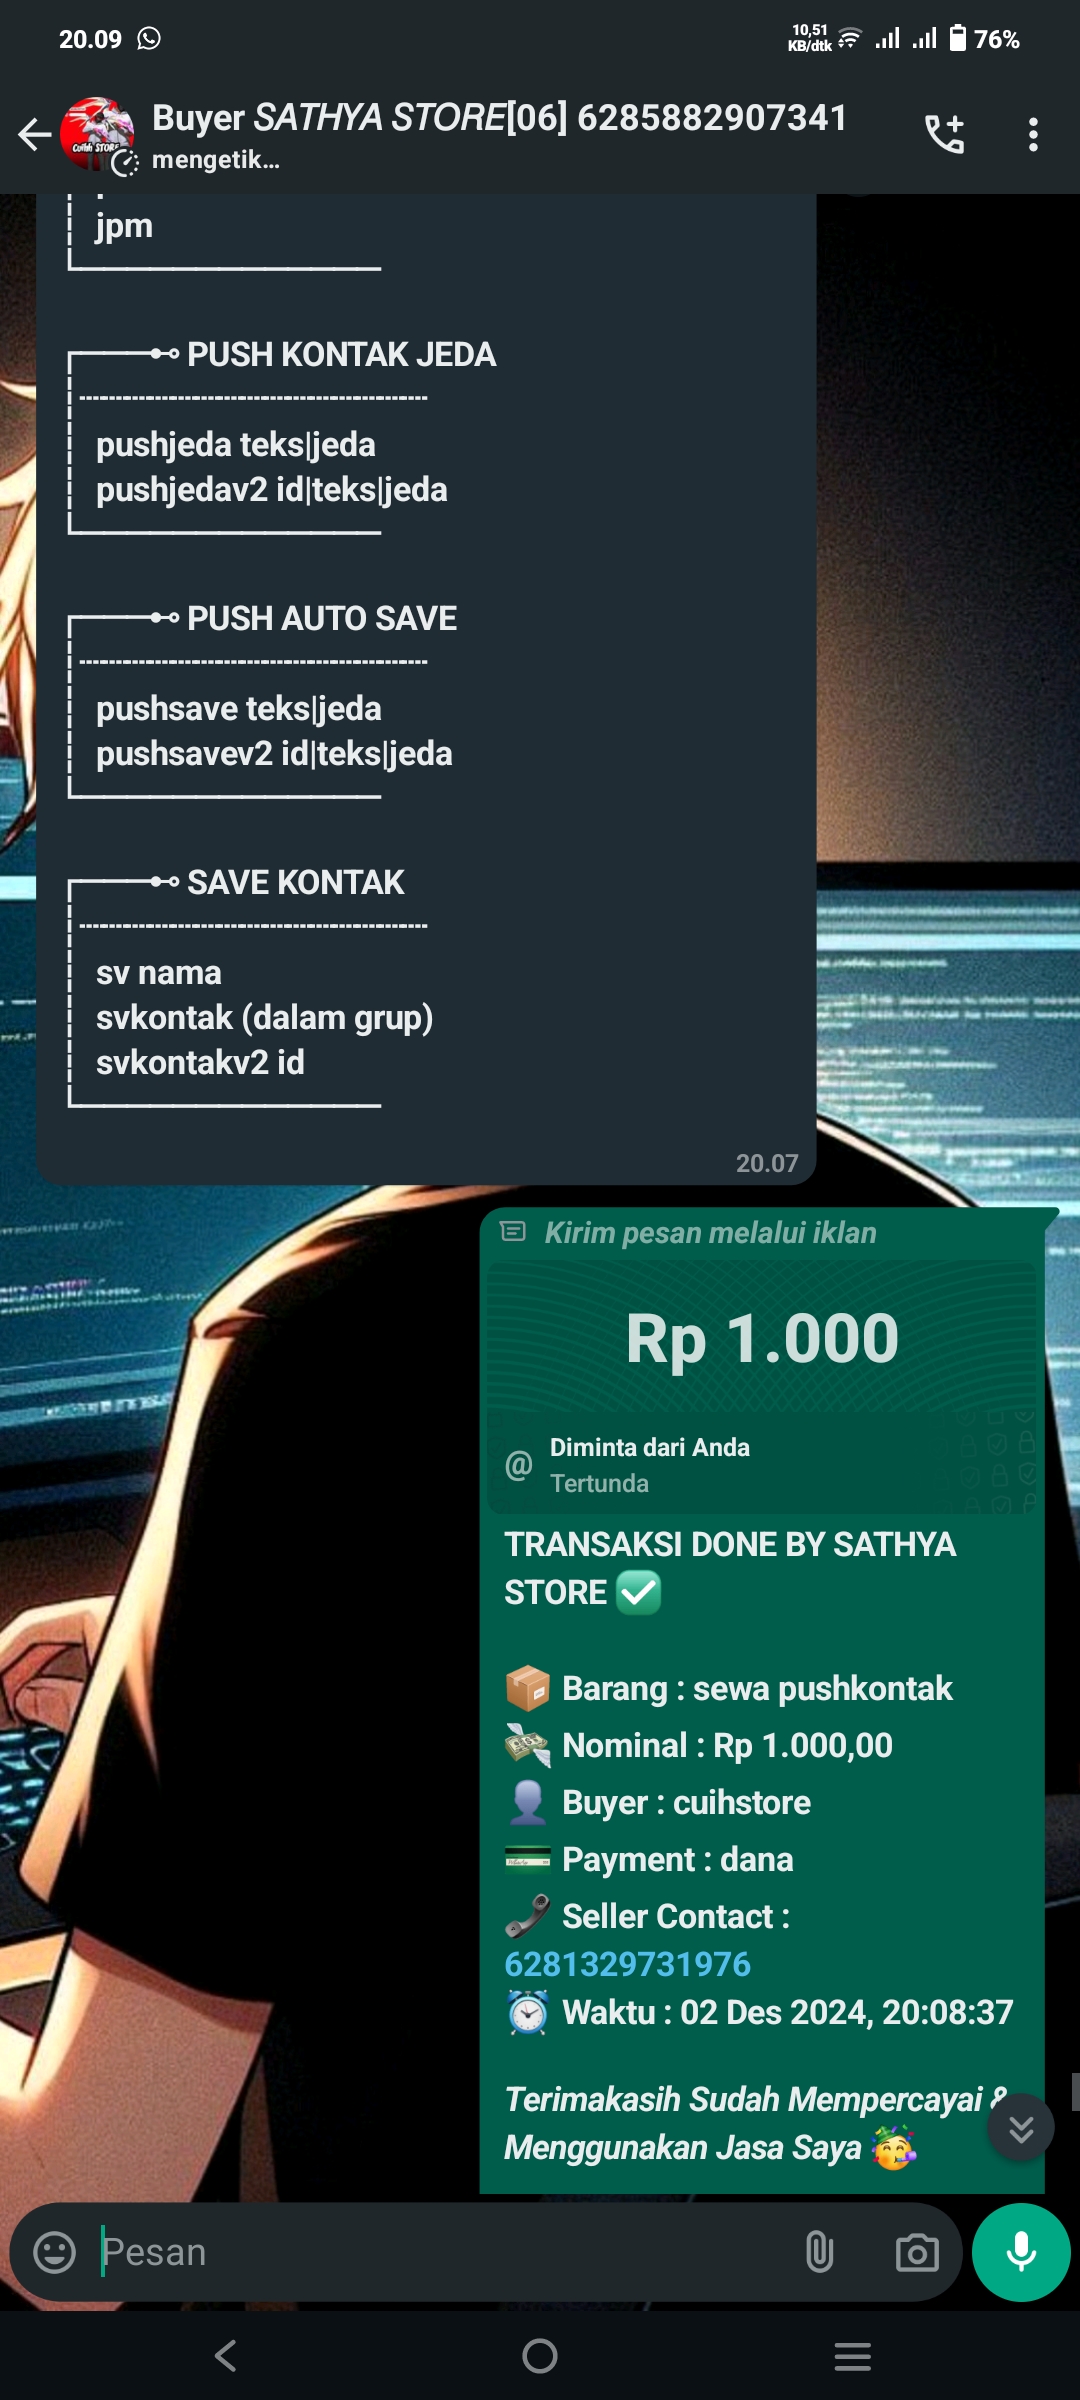 20.09
10,51
KB/dtk
76%
Buyer SATHYA STORE[06] 6285882907341
mengetik...
jpm
PUSH KONTAK JEDA
pushjeda teks|jeda
pushjedav2 id|teks|jeda
PUSH AUTO SAVE
pushsave teks|jeda
pushsavev2 id|teks|jeda
SAVE KONTAK
sv nama
svkontak (dalam grup)
svkontakv2 id
20.07
Kirim pesan melalui iklan
Rp 1.000
@ Diminta dari Anda
Tertunda
TRANSAKSI DONE BY SATHYA
STORE ✅
📦 Barang : sewa pushkontak
💸 Nominal : Rp 1.000,00
👤 Buyer : cuihstore
💳 Payment : dana
📞 Seller Contact :
6281329731976
⏰ Waktu : 02 Des 2024, 20:08:37
Terimakasih Sudah Mempercayai &
Menggunakan Jasa Saya 🥳
Pesan